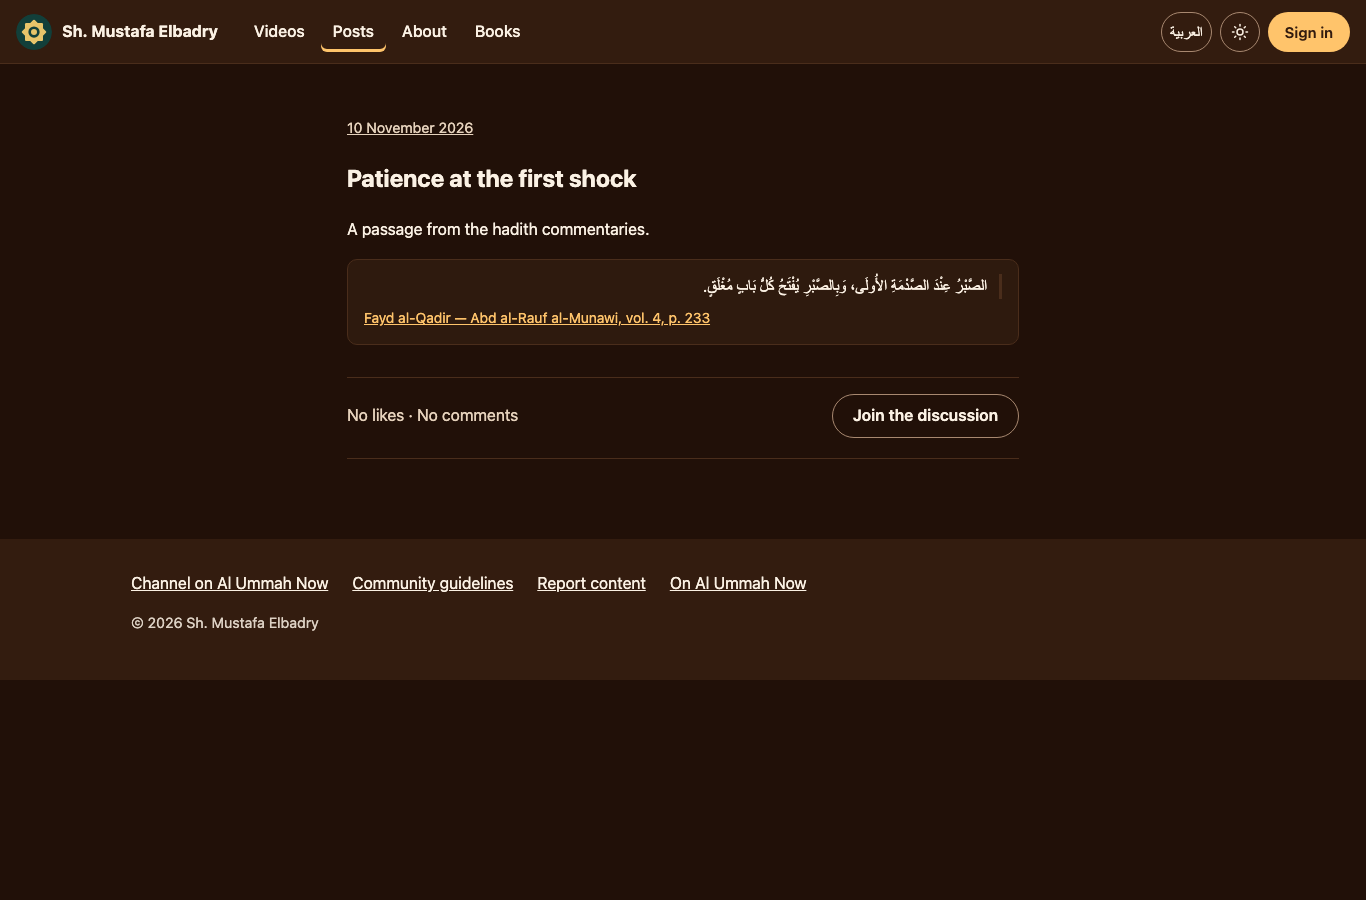 Sh. Mustafa Elbadry
Videos
Posts
About
Books
العربية
Sign in
10 November 2026
Patience at the first shock
A passage from the hadith commentaries.
الصَّبْرُ عِنْدَ الصَّدْمَةِ الأُولَى، وَبِالصَّبْرِ يُفْتَحُ كُلُّ بَابٍ مُغْلَقٍ.
Fayd al-Qadir — Abd al-Rauf al-Munawi, vol. 4, p. 233
No likes · No comments
Join the discussion
Channel on Al Ummah Now
Community guidelines
Report content
On Al Ummah Now
© 2026 Sh. Mustafa Elbadry